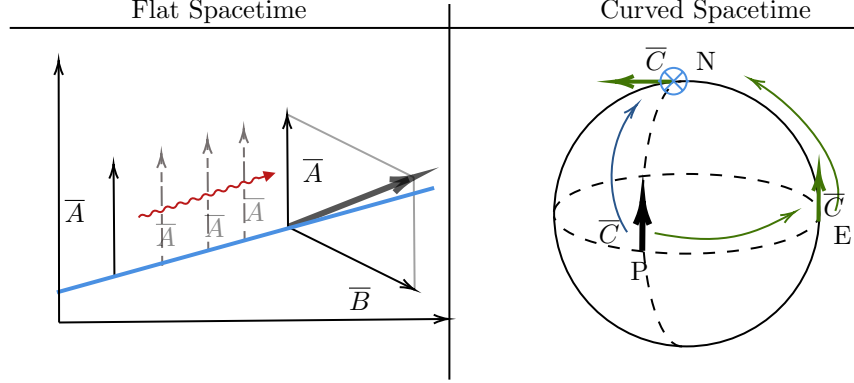 Flat Spacetime
Curved Spacetime
C̅
N
A̅
A̅
A̅
A̅
A̅
C̅
C̅
E
P
B̅